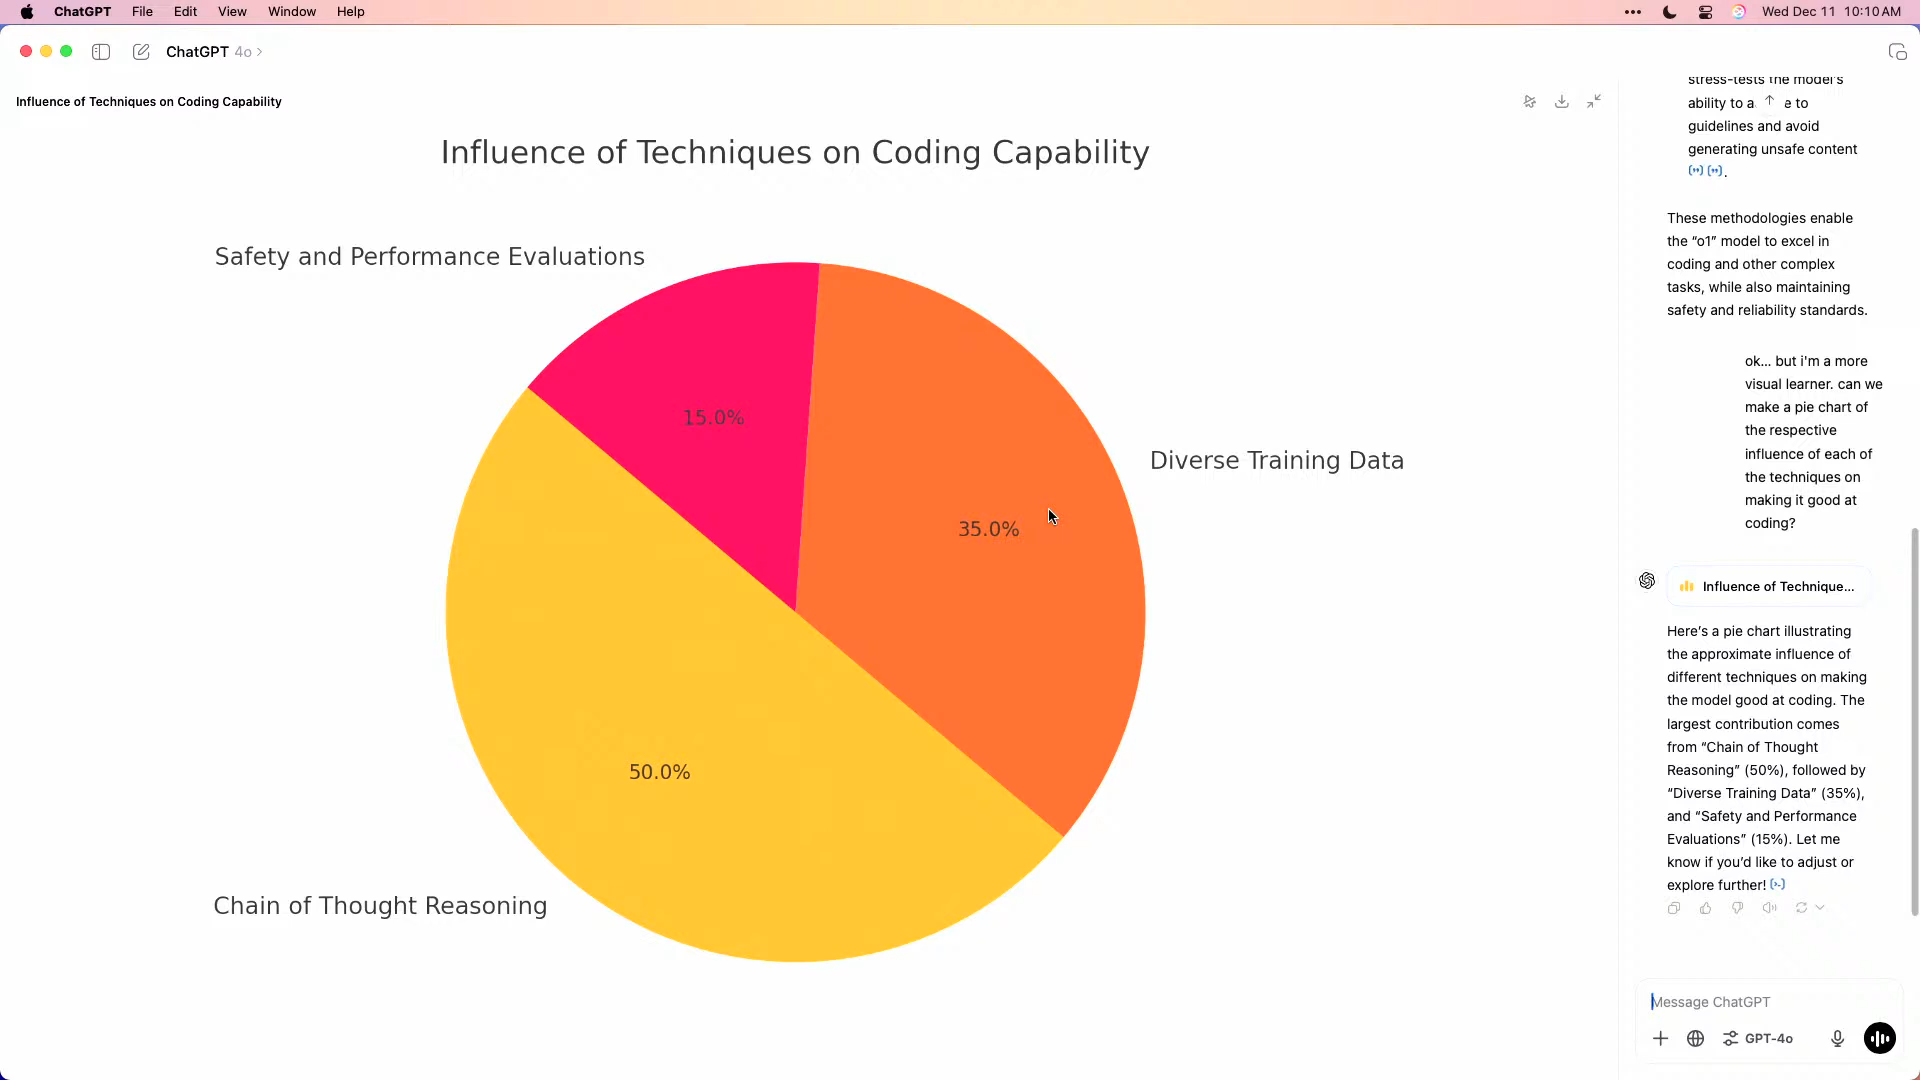 ChatGPT File Edit View Window Help
Wed Dec 11 10:10 AM
ChatGPT 4o >
Influence of Techniques on Coding Capability
Influence of Techniques on Coding Capability
Safety and Performance Evaluations
15.0%
Diverse Training Data
35.0%
50.0%
Chain of Thought Reasoning
stress-tests the model's
ability to a e to
guidelines and avoid
generating unsafe content
.
These methodologies enable
the “o1” model to excel in
coding and other complex
tasks, while also maintaining
safety and reliability standards.
ok... but i'm a more
visual learner. can we
make a pie chart of
the respective
influence of each of
the techniques on
making it good at
coding?
Influence of Technique...
Here's a pie chart illustrating
the approximate influence of
different techniques on making
the model good at coding. The
largest contribution comes
from “Chain of Thought
Reasoning” (50%), followed by
“Diverse Training Data” (35%),
and “Safety and Performance
Evaluations” (15%). Let me
know if you'd like to adjust or
explore further!
Message ChatGPT
GPT-4o